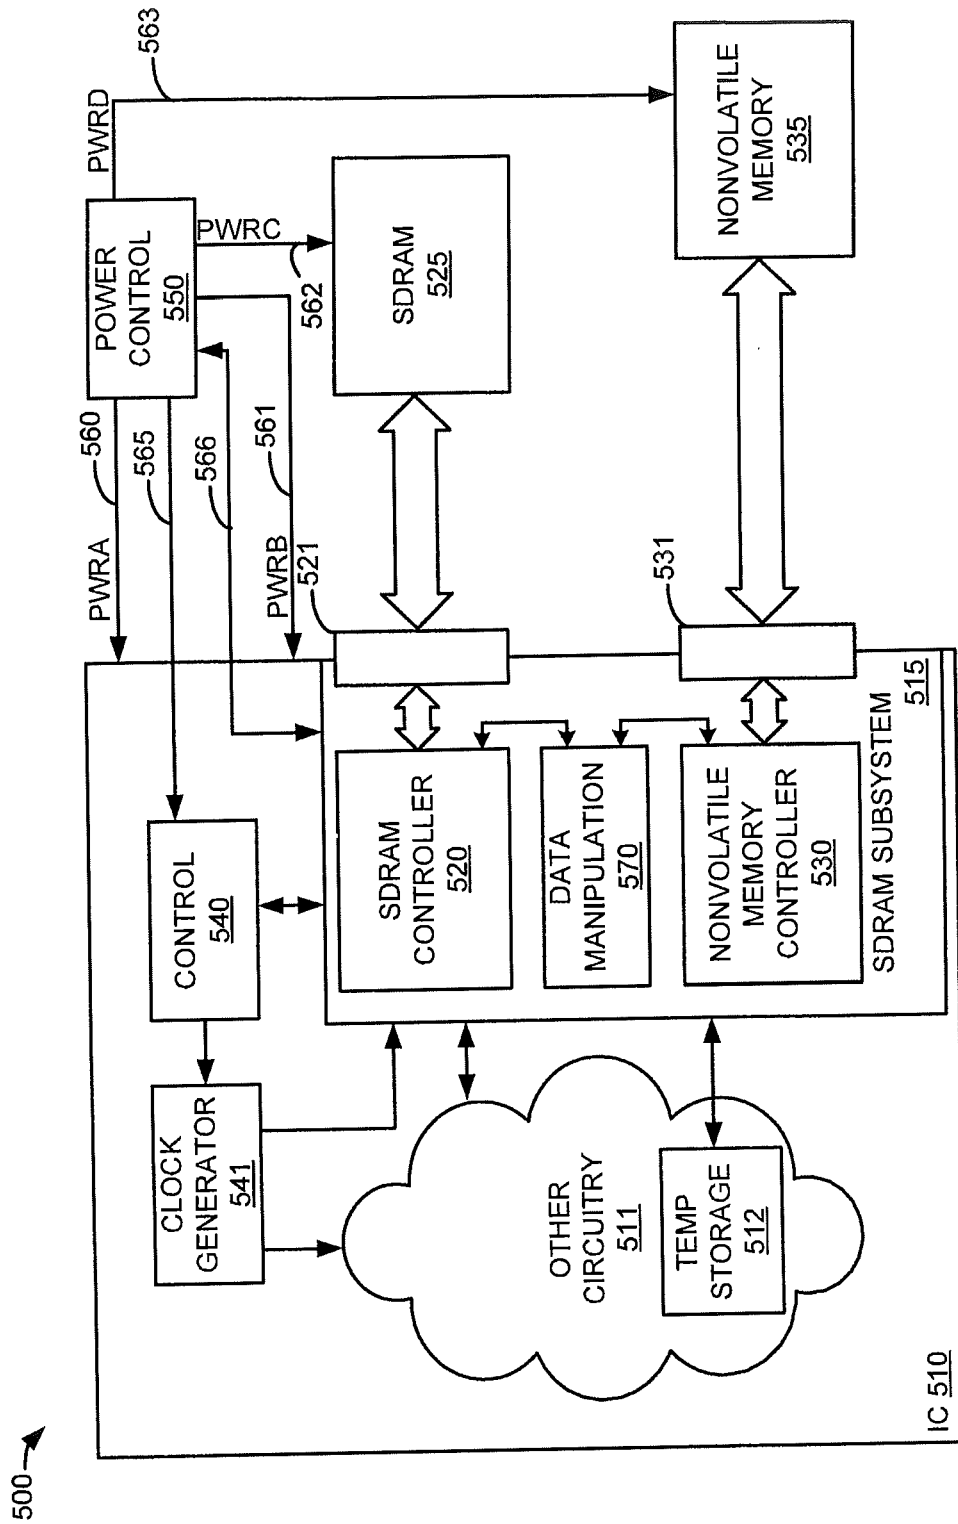 500
IC 510
CLOCK
GENERATOR
541
CONTROL
540
OTHER
CIRCUITRY
511
TEMP
STORAGE
512
SDRAM
CONTROLLER
520
DATA
MANIPULATION
570
NONVOLATILE
MEMORY
CONTROLLER
530
SDRAM SUBSYSTEM
515
PWRA
560
565
566
PWRB
561
521
531
POWER
CONTROL
550
PWRC
562
PWRD
563
SDRAM
525
NONVOLATILE
MEMORY
535